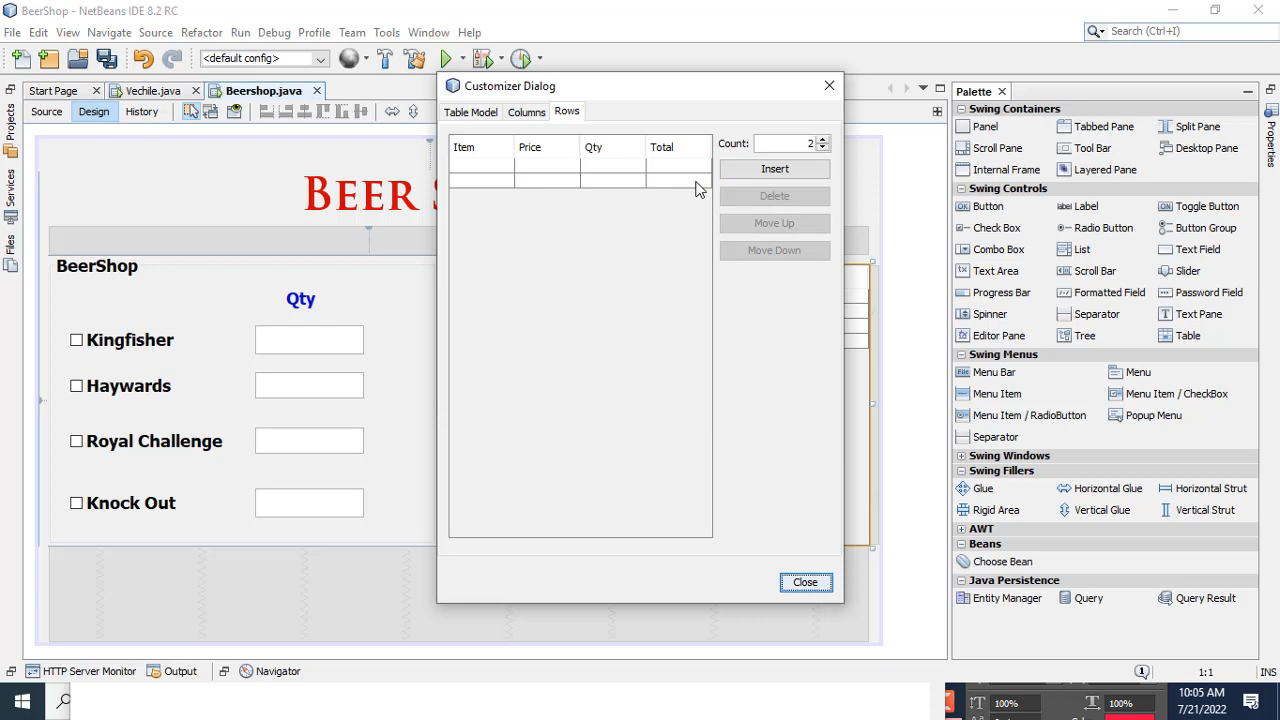 BeerShop - NetBeans IDE 8.2 RC
File Edit View Navigate Source Refactor Run Debug Profile Team Tools Window Help
Search (Ctrl+I)
<default config>
Start Page Vechile.java Beershop.java
Source Design History
Projects
Services
Files
BEER S
BeerShop
Qty
Kingfisher
Haywards
Royal Challenge
Knock Out
Customizer Dialog
Table Model Columns Rows
Item Price Qty Total
Count: 2
Insert
Delete
Move Up
Move Down
Close
Palette
Swing Containers
Panel Tabbed Pane Split Pane
Scroll Pane Tool Bar Desktop Pane
Internal Frame Layered Pane
Swing Controls
Button label Label ON Toggle Button
Check Box Radio Button Button Group
Combo Box List Text Field
Text Area Scroll Bar Slider
Progress Bar Formatted Field Password Field
Spinner Separator Text Pane
Editor Pane Tree Table
Swing Menus
File Menu Bar Menu
Menu Item Menu Item / CheckBox
Menu Item / RadioButton Popup Menu
Separator
Swing Windows
Swing Fillers
Glue Horizontal Glue Horizontal Strut
Rigid Area Vertical Glue Vertical Strut
AWT
Beans
Choose Bean
Java Persistence
Entity Manager Query Query Result
Properties
HTTP Server Monitor Output Navigator
1 1:1 INS
100% 100%
10:05 AM
7/21/2022